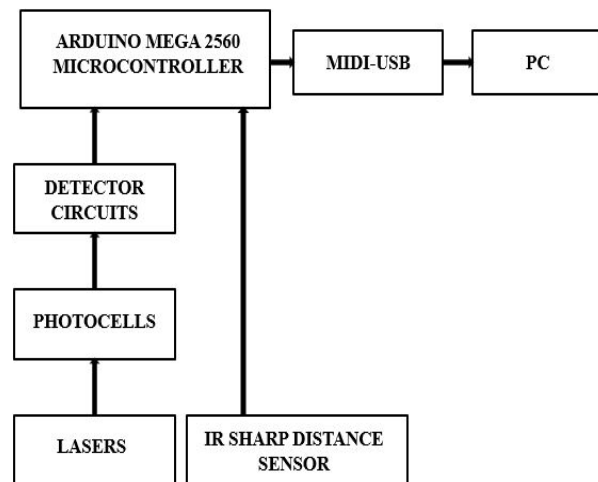 ARDUINO MEGA 2560
MICROCONTROLLER
MIDI-USB
PC
DETECTOR
CIRCUITS
PHOTOCELLS
LASERS
IR SHARP DISTANCE
SENSOR